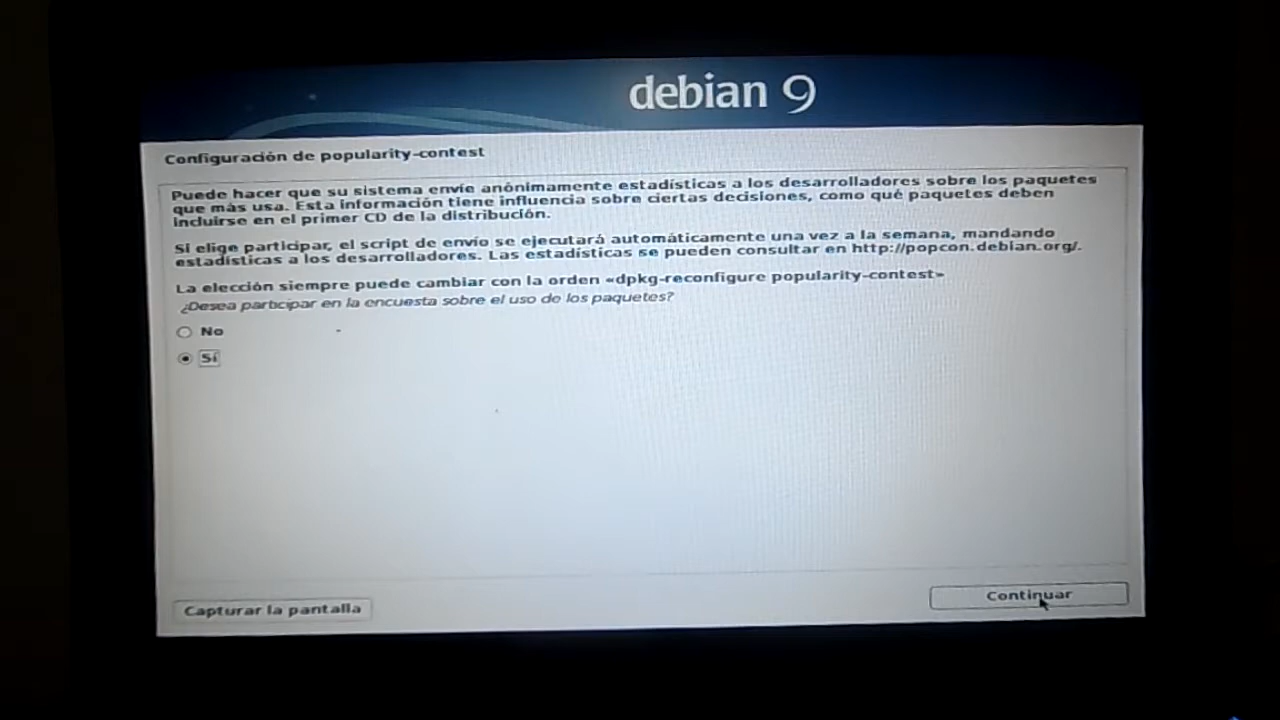 debian 9
Configuración de popularity-contest
Puede hacer que su sistema envíe anónimamente estadísticas a los desarrolladores sobre los paquetes
que más usa. Esta información tiene influencia sobre ciertas decisiones, como qué paquetes deben
incluirse en el primer CD de la distribución.
Si elige participar, el script de envío se ejecutará automáticamente una vez a la semana, mandando
estadísticas a los desarrolladores. Las estadísticas se pueden consultar en http://popcon.debian.org/.
La elección siempre puede cambiar con la orden «dpkg-reconfigure popularity-contest»
¿Desea participar en la encuesta sobre el uso de los paquetes?
No
Sí
Capturar la pantalla
Continuar